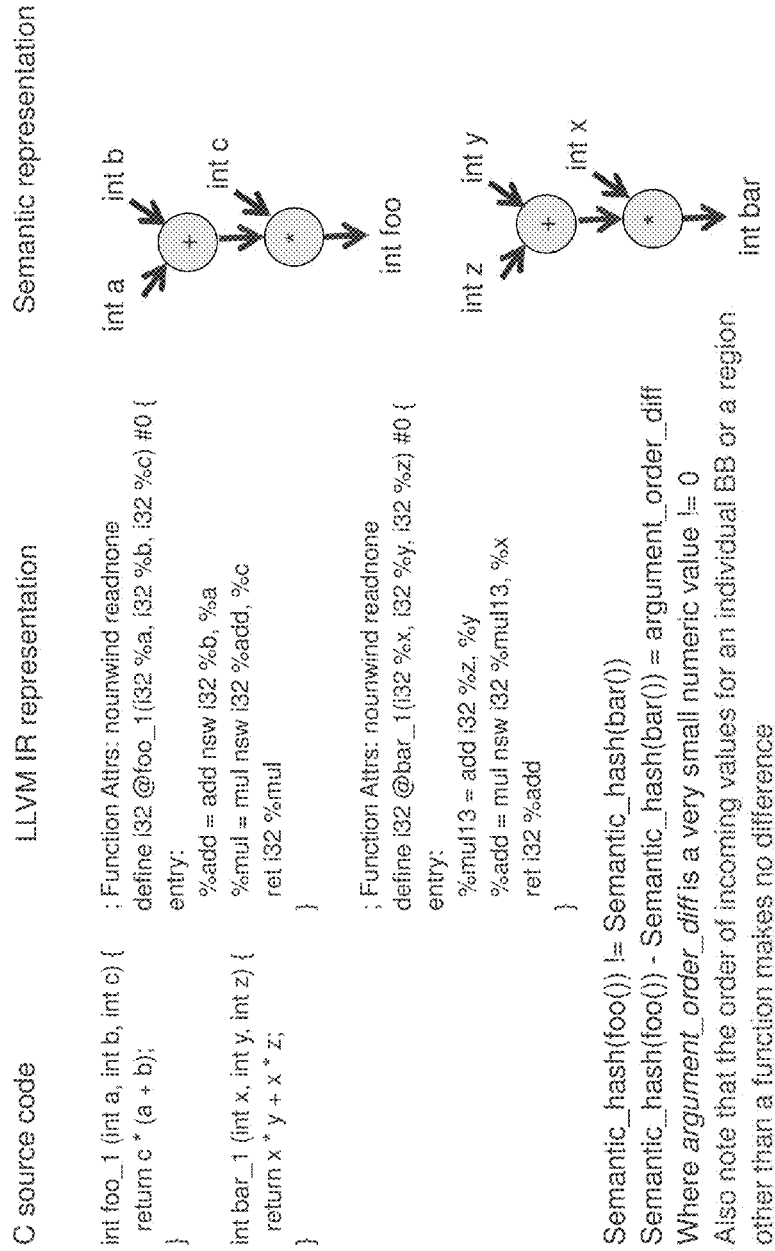 C source code
LLVM IR representation
Semantic representation
int foo_1 (int a, int b, int c) {
return c * (a + b);
}
int bar_1 (int x, int y, int z) {
return x * y + x * z;
}
; Function Attrs: nounwind readnone
define i32 @foo_1(i32 %a, i32 %b, i32 %c) #0 {
entry:
%add = add nsw i32 %b, %a
%mul = mul nsw i32 %add, %c
ret i32 %mul
}
; Function Attrs: nounwind readnone
define i32 @bar_1(i32 %x, i32 %y, i32 %z) #0 {
entry:
%mul13 = add i32 %z, %y
%add = mul nsw i32 %mul13, %x
ret i32 %add
}
int a
int b
+
int c
*
int foo
int z
int y
+
int x
*
int bar
Semantic_hash(foo()) != Semantic_hash(bar())
Semantic_hash(foo()) - Semantic_hash(bar()) = argument_order_diff
Where argument_order_diff is a very small numeric value != 0
Also note that the order of incoming values for an individual BB or a region
other than a function makes no difference